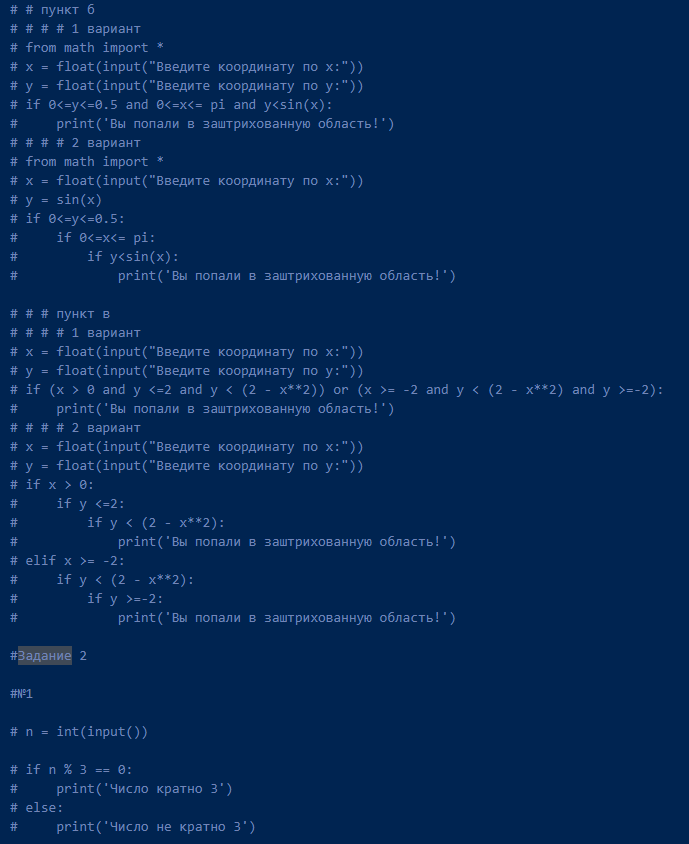 # # пункт б
# # # # 1 вариант
# from math import *
# x = float(input("Введите координату по x:"))
# y = float(input("Введите координату по y:"))
# if 0<=y<=0.5 and 0<=x<= pi and y<sin(x):
#     print('Вы попали в заштрихованную область!')
# # # # 2 вариант
# from math import *
# x = float(input("Введите координату по x:"))
# y = sin(x)
# if 0<=y<=0.5:
#     if 0<=x<= pi:
#         if y<sin(x):
#             print('Вы попали в заштрихованную область!')
# # # пункт в
# # # # 1 вариант
# x = float(input("Введите координату по x:"))
# y = float(input("Введите координату по y:"))
# if (x > 0 and y <=2 and y < (2 - x**2)) or (x >= -2 and y < (2 - x**2) and y >=-2):
#     print('Вы попали в заштрихованную область!')
# # # # 2 вариант
# x = float(input("Введите координату по x:"))
# y = float(input("Введите координату по y:"))
# if x > 0:
#     if y <=2:
#         if y < (2 - x**2):
#             print('Вы попали в заштрихованную область!')
# elif x >= -2:
#     if y < (2 - x**2):
#         if y >=-2:
#             print('Вы попали в заштрихованную область!')
#Задание 2
#№1
# n = int(input())
# if n % 3 == 0:
#     print('Число кратно 3')
# else:
#     print('Число не кратно 3')